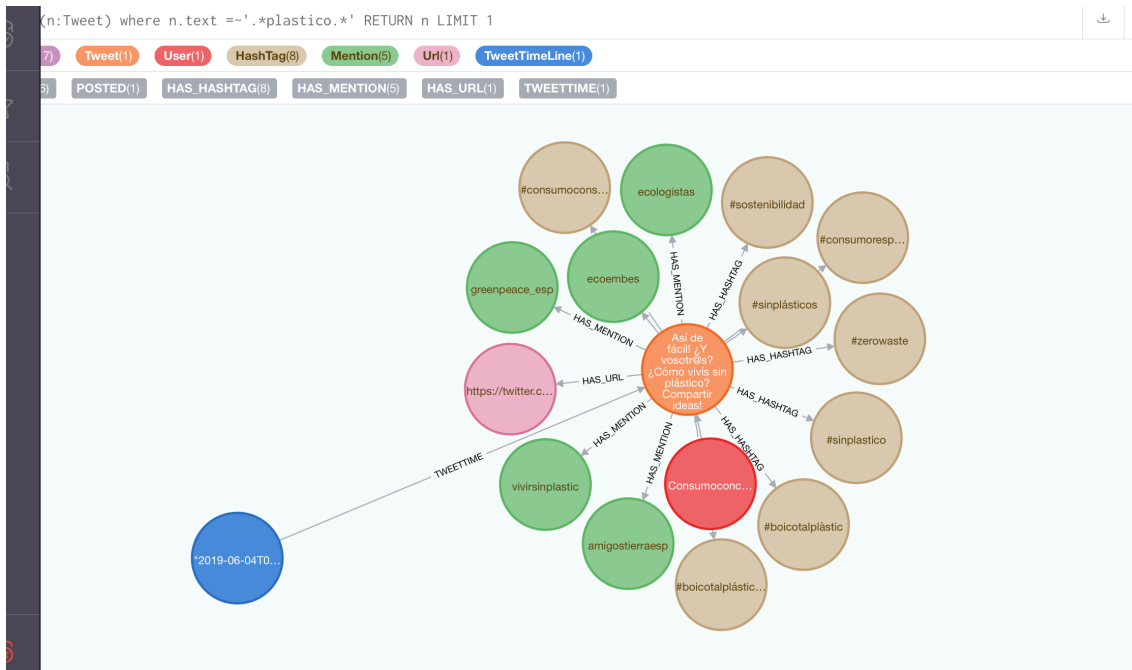 (n:Tweet) where n.text =~'.*plastico.*' RETURN n LIMIT 1
7) Tweet(1) User(1) HashTag(8) Mention(5) Url(1) TweetTimeLine(1)
6) POSTED(1) HAS_HASHTAG(8) HAS_MENTION(5) HAS_URL(1) TWEETTIME(1)
#consumocons...
ecologistas
#sostenibilidad
#consumoresp...
greenpeace_esp
ecoembes
#sinplásticos
HAS_MENTION
HAS_HASHTAG
HAS_MENTION
#zerowaste
HAS_HASHTAG
Así de
fácil! ¿Y
vosotr@s?
¿Cómo vivís sin
plástico?
Compartir
ideas!
https://twitter.c...
HAS_URL
HAS_HASHTAG
#sinplastico
HAS_MENTION
HAS_MENTION
HAS_HASHTAG
TWEETTIME
vivirsinplastic
Consumoconc...
#boicotalplàstic
amigostierraesp
#boicotalplástic...
"2019-06-04T0...